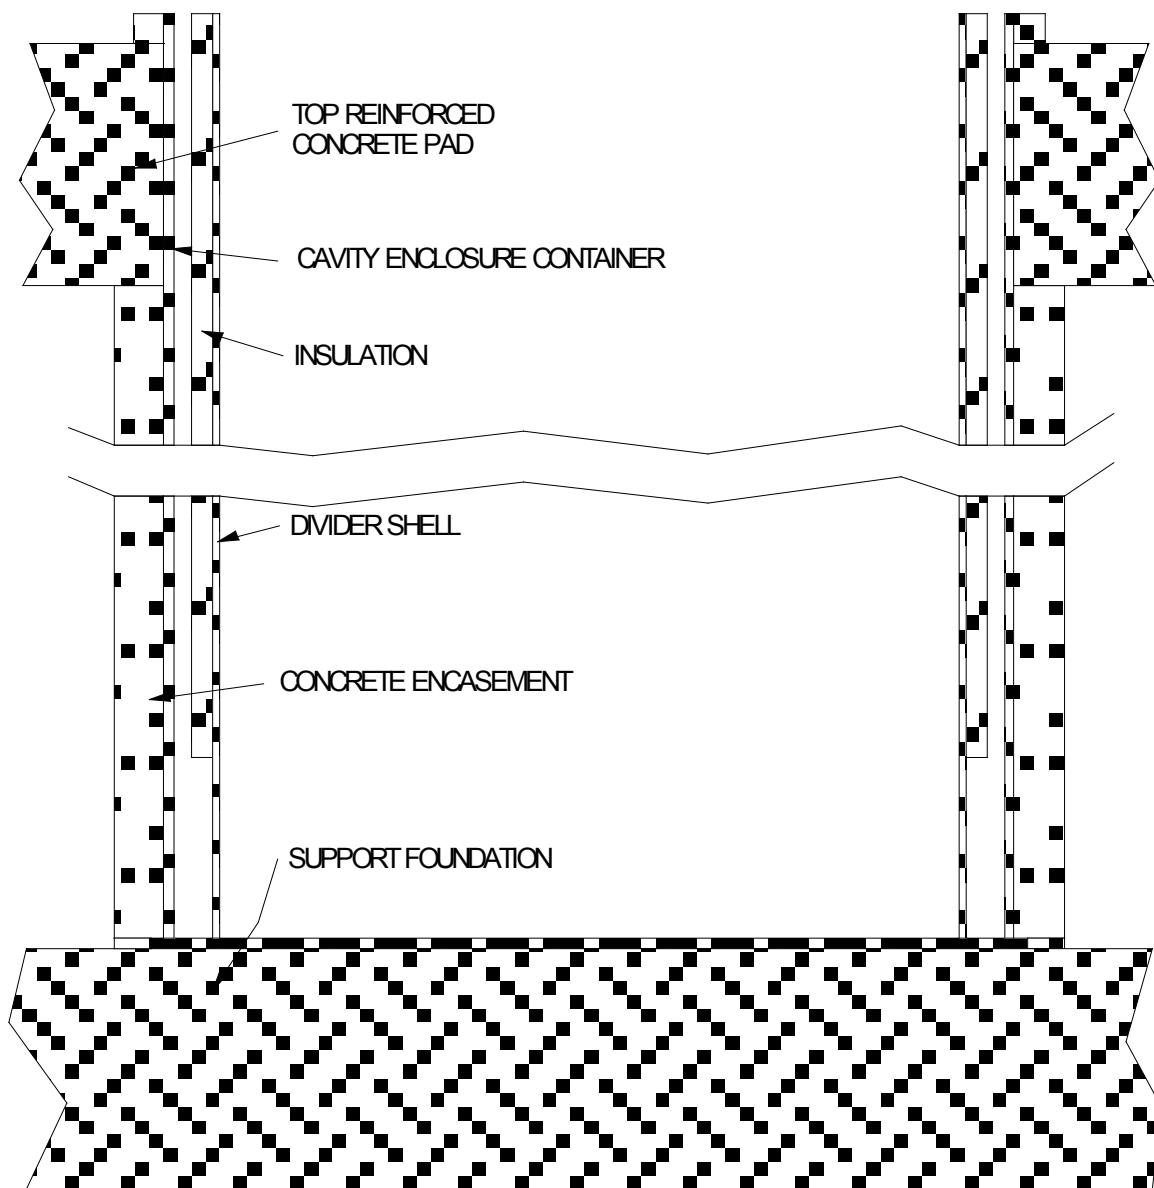 TOP REINFORCED
CONCRETE PAD
CAVITY ENCLOSURE CONTAINER
INSULATION
DIVIDER SHELL
CONCRETE ENCASEMENT
SUPPORT FOUNDATION